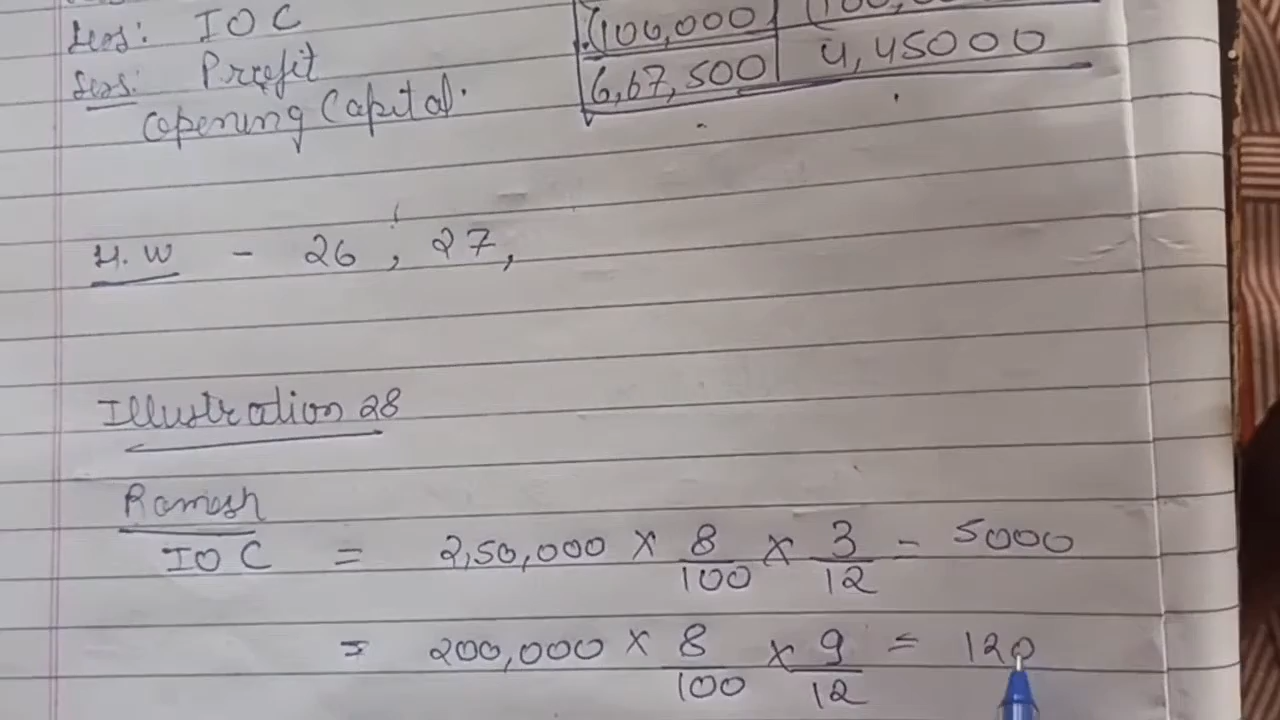 Less: IOC (100,000)
Less: Profit 6,67,500 4,45000
Opening Capital.
H.W - 26, 27,
Illustration 28
Ramesh
IOC = 2,50,000 × 8/100 × 3/12 = 5000
= 200,000 × 8/100 × 9/12 = 120